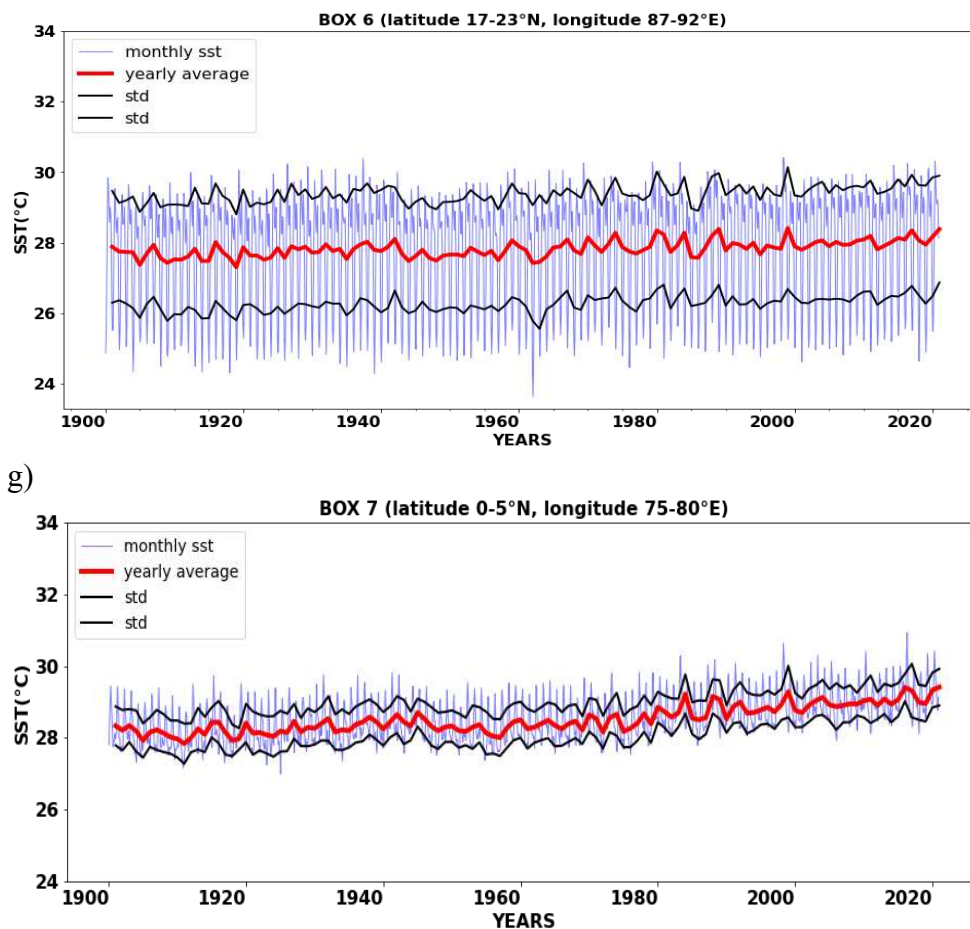 BOX 6 (latitude 17-23°N, longitude 87-92°E)
34
32
30
28
26
24
SST(°C)
monthly sst
yearly average
std
std
1900 1920 1940 1960 1980 2000 2020
YEARS
g)
BOX 7 (latitude 0-5°N, longitude 75-80°E)
34
32
30
28
26
24
SST(°C)
monthly sst
yearly average
std
std
1900 1920 1940 1960 1980 2000 2020
YEARS